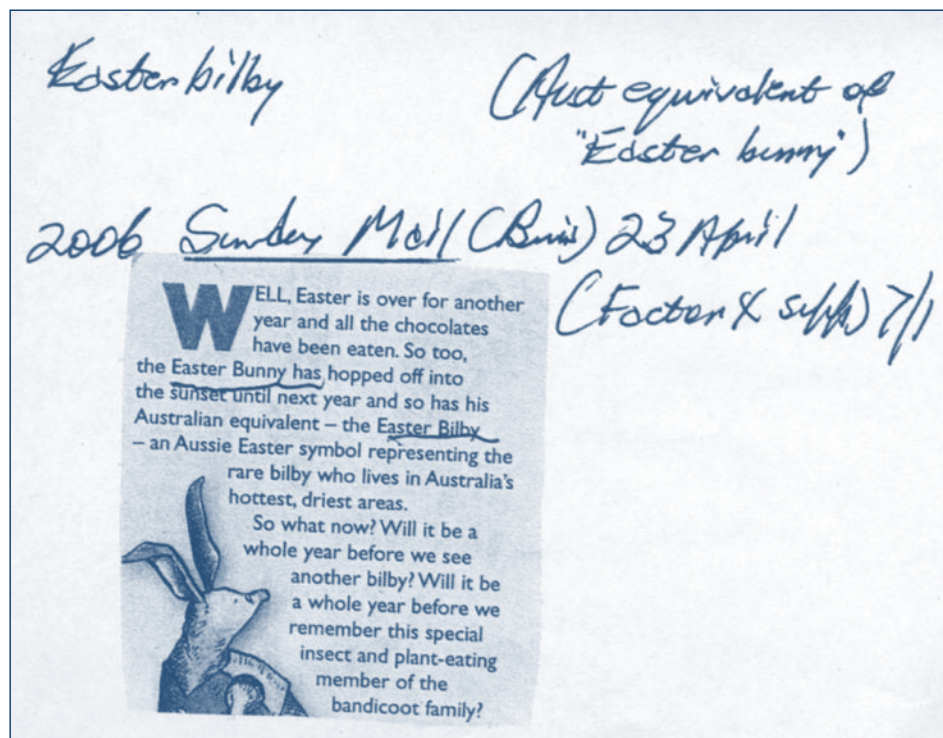 Easter bilby
(Aust equivalent of
"Easter bunny")
2006 Sunday Mail (Bris) 23 April
(Factor X suppl) 7/1
WELL, Easter is over for another
year and all the chocolates
have been eaten. So too,
the Easter Bunny has hopped off into
the sunset until next year and so has his
Australian equivalent – the Easter Bilby
– an Aussie Easter symbol representing the
rare bilby who lives in Australia's
hottest, driest areas.
So what now? Will it be a
whole year before we see
another bilby? Will it be
a whole year before we
remember this special
insect and plant-eating
member of the
bandicoot family?